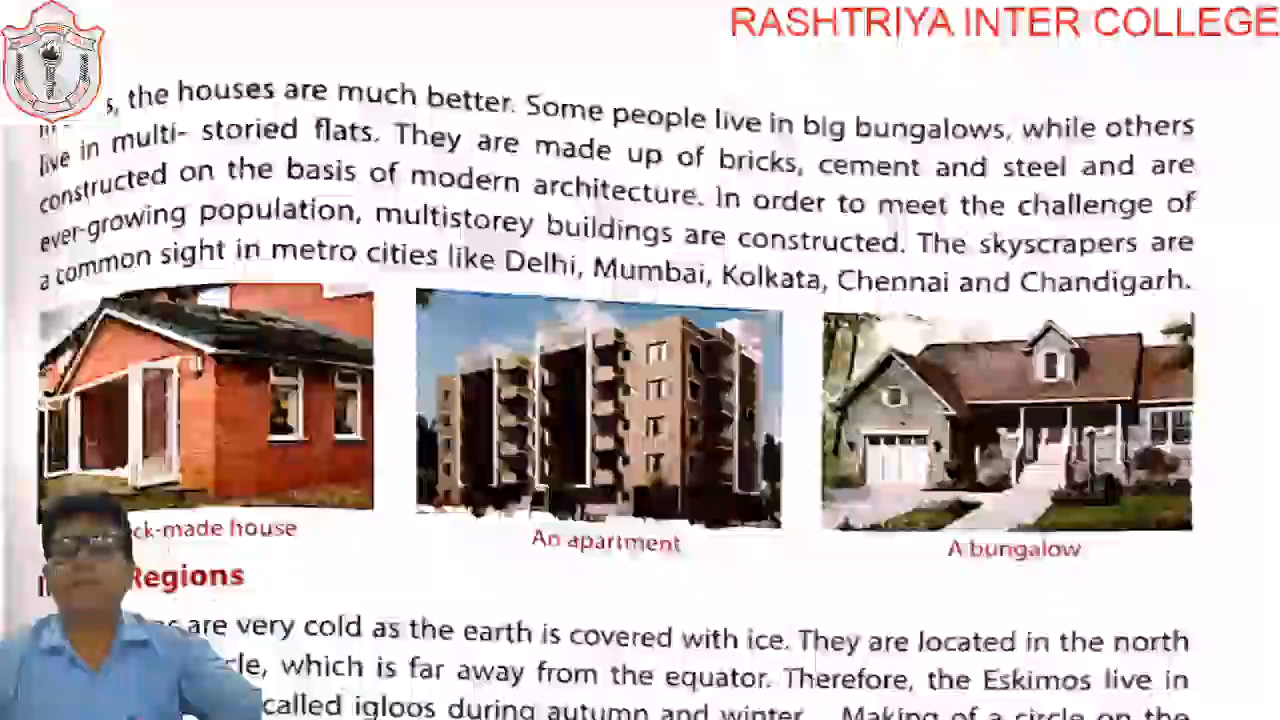 RASHTRIYA INTER COLLEGE
s, the houses are much better. Some people live in big bungalows, while others
live in multi- storied flats. They are made up of bricks, cement and steel and are
constructed on the basis of modern architecture. In order to meet the challenge of
ever-growing population, multistorey buildings are constructed. The skyscrapers are
a common sight in metro cities like Delhi, Mumbai, Kolkata, Chennai and Chandigarh.
ck-made house
An apartment
A bungalow
Regions
are very cold as the earth is covered with ice. They are located in the north
cle, which is far away from the equator. Therefore, the Eskimos live in
called igloos during autumn and winter. Making of a circle on the